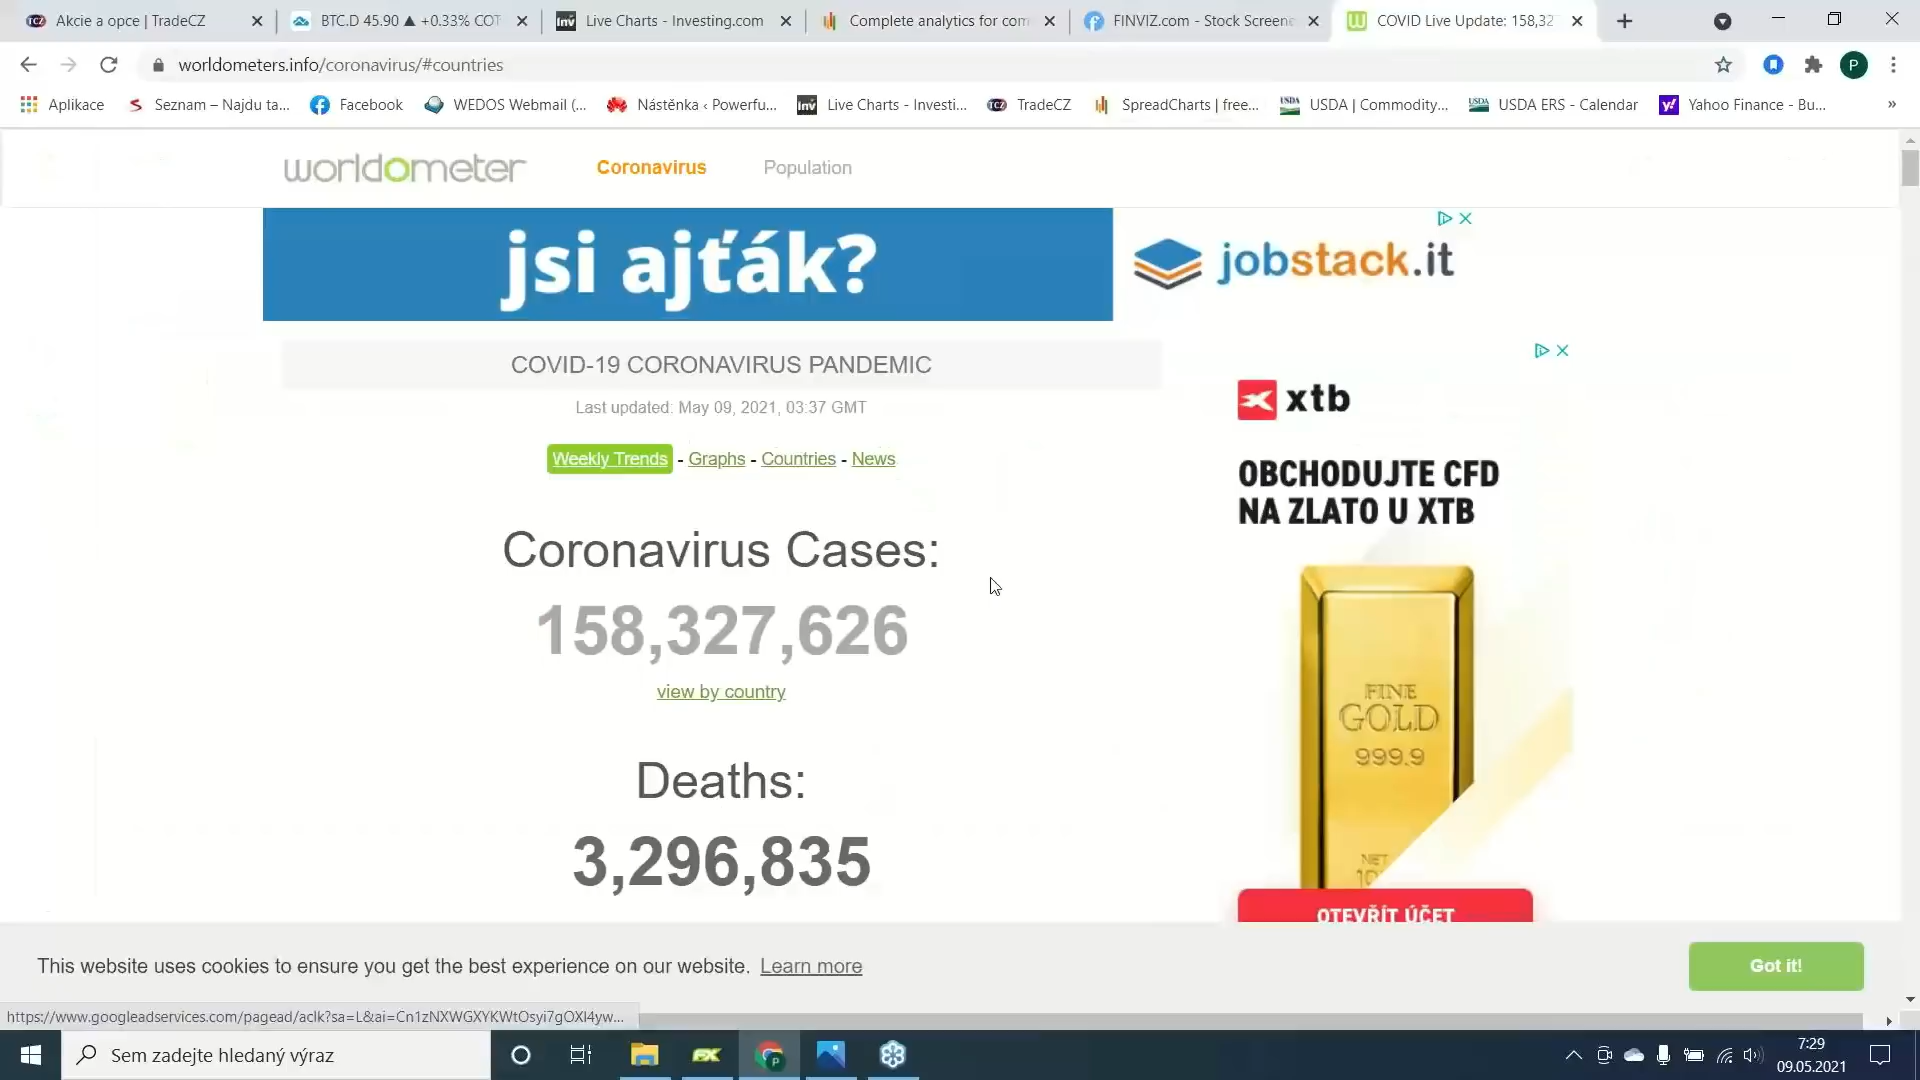 Akcie a opce | TradeCZ
BTC.D 45.90 ▲ +0.33% COT
Live Charts - Investing.com
Complete analytics for com
FINVIZ.com - Stock Screene
COVID Live Update: 158,32
worldometers.info/coronavirus/#countries
P
Aplikace
Seznam – Najdu ta...
Facebook
WEDOS Webmail (...
Nástěnka ‹ Powerfu...
Live Charts - Investi...
TradeCZ
SpreadCharts | free...
USDA | Commodity...
USDA ERS - Calendar
Yahoo Finance - Bu...
»
worldometer
Coronavirus
Population
jsi ajťák?
jobstack.it
COVID-19 CORONAVIRUS PANDEMIC
Last updated: May 09, 2021, 03:37 GMT
Weekly Trends - Graphs - Countries - News
xtb
OBCHODUJTE CFD
NA ZLATO U XTB
Coronavirus Cases:
158,327,626
view by country
FINE
GOLD
999.9
NET
Deaths:
3,296,835
OTEVŘÍT ÚČET
This website uses cookies to ensure you get the best experience on our website. Learn more
Got it!
https://www.googleadservices.com/pagead/aclk?sa=L&ai=Cn1zNXWGXYKWtOsyi7gOXI4yw...
Sem zadejte hledaný výraz
FX
7:29
09.05.2021